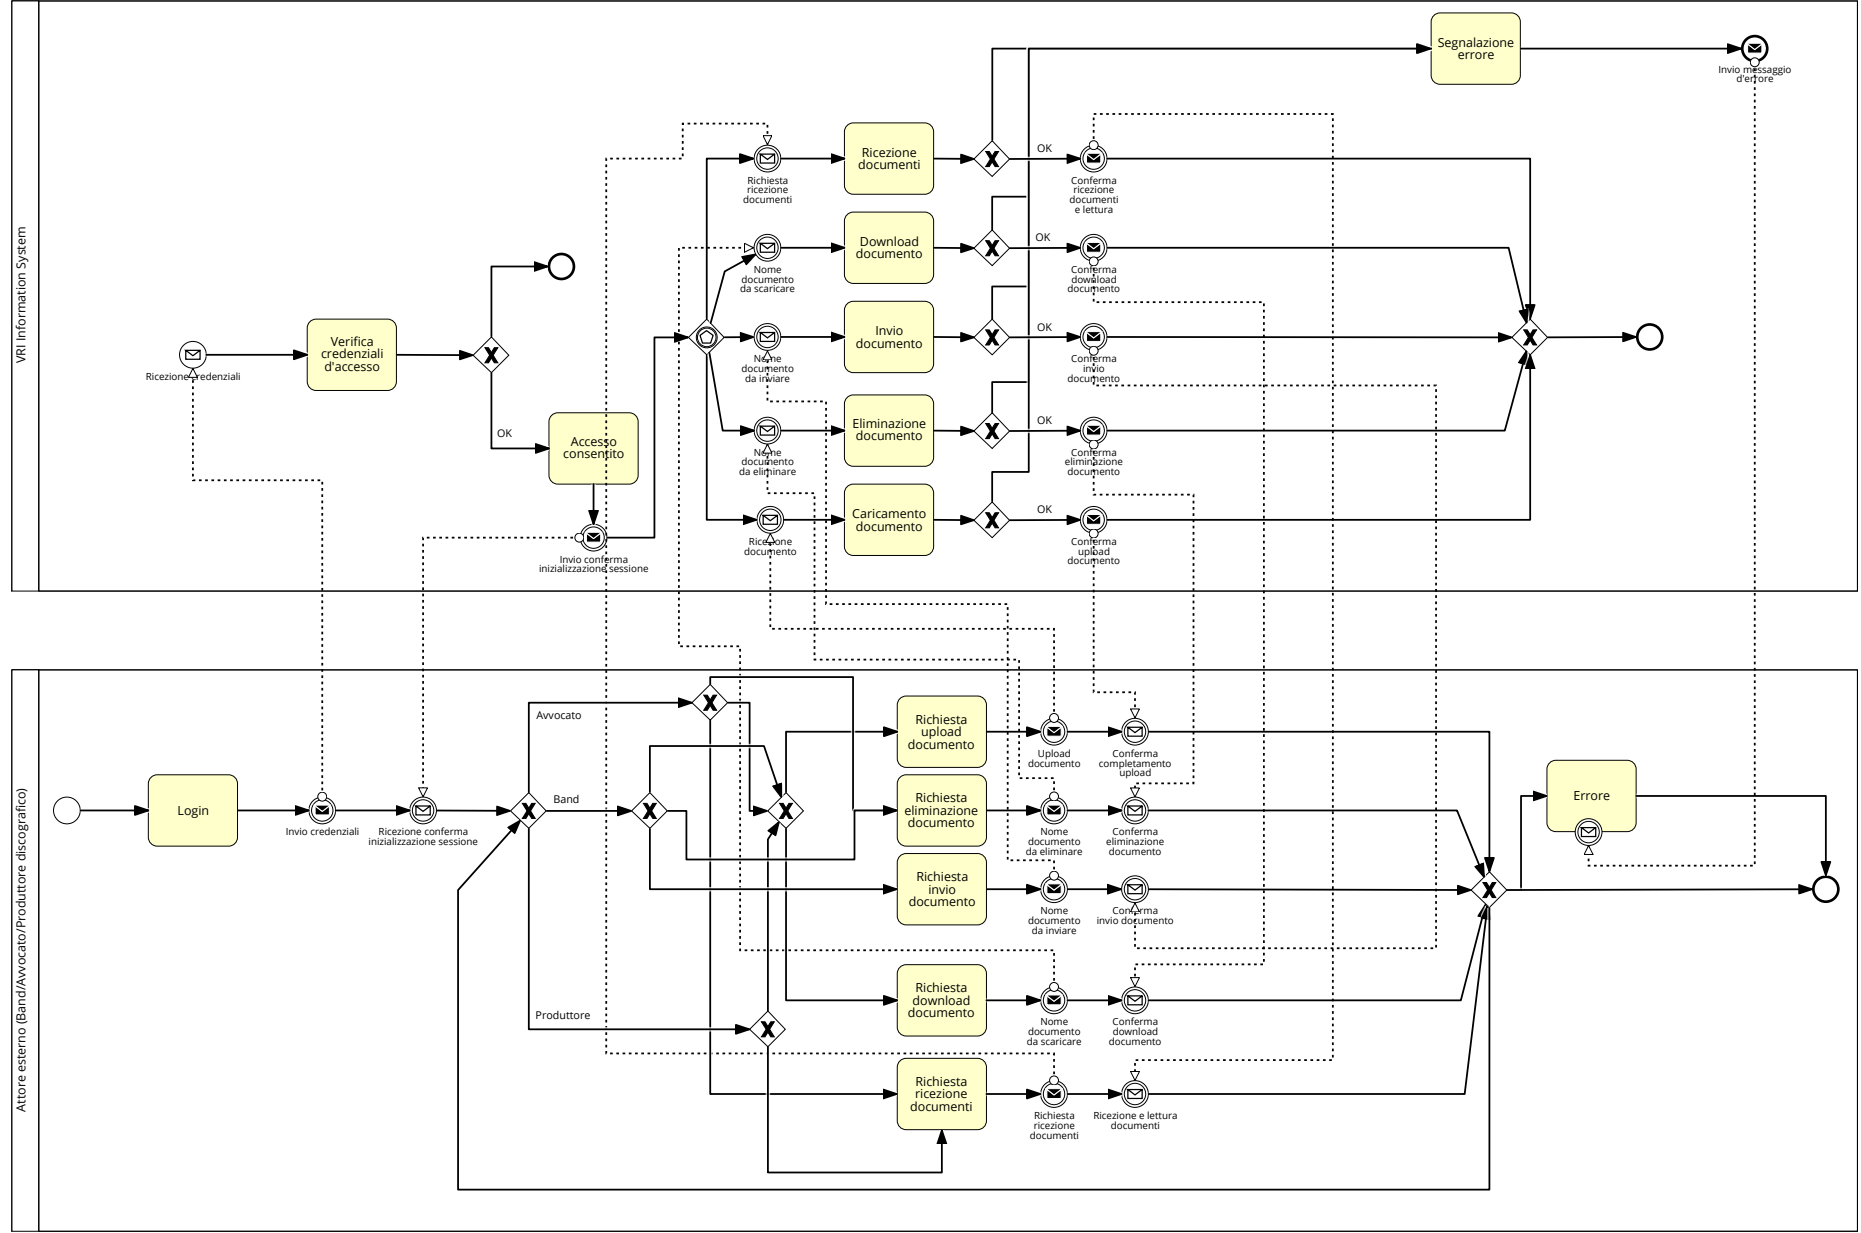 VRI Information System
Segnalazione
errore
Invio messaggio
d'errore
Ricezione
documenti
OK
Richiesta
ricezione
documenti
Conferma
ricezione
documenti
e lettura
Download
documento
OK
Nome
documento
da scaricare
Conferma
download
documento
Ricezione credenziali
Verifica
credenziali
d'accesso
Invio
documento
OK
Nome
documento
da inviare
Conferma
invio
documento
OK
Accesso
consentito
Eliminazione
documento
OK
Nome
documento
da eliminare
Conferma
eliminazione
documento
Invio conferma
inizializzazione sessione
Caricamento
documento
OK
Ricezione
documento
Conferma
upload
documento
Attore esterno (Band/Avvocato/Produttore discografico)
Login
Invio credenziali
Ricezione conferma
inizializzazione sessione
Avvocato
Band
Produttore
Richiesta
upload
documento
Upload
documento
Conferma
completamento
upload
Richiesta
eliminazione
documento
Nome
documento
da eliminare
Conferma
eliminazione
documento
Richiesta
invio
documento
Nome
documento
da inviare
Conferma
invio documento
Errore
Richiesta
download
documento
Nome
documento
da scaricare
Conferma
download
documento
Richiesta
ricezione
documenti
Richiesta
ricezione
documenti
Ricezione e lettura
documenti